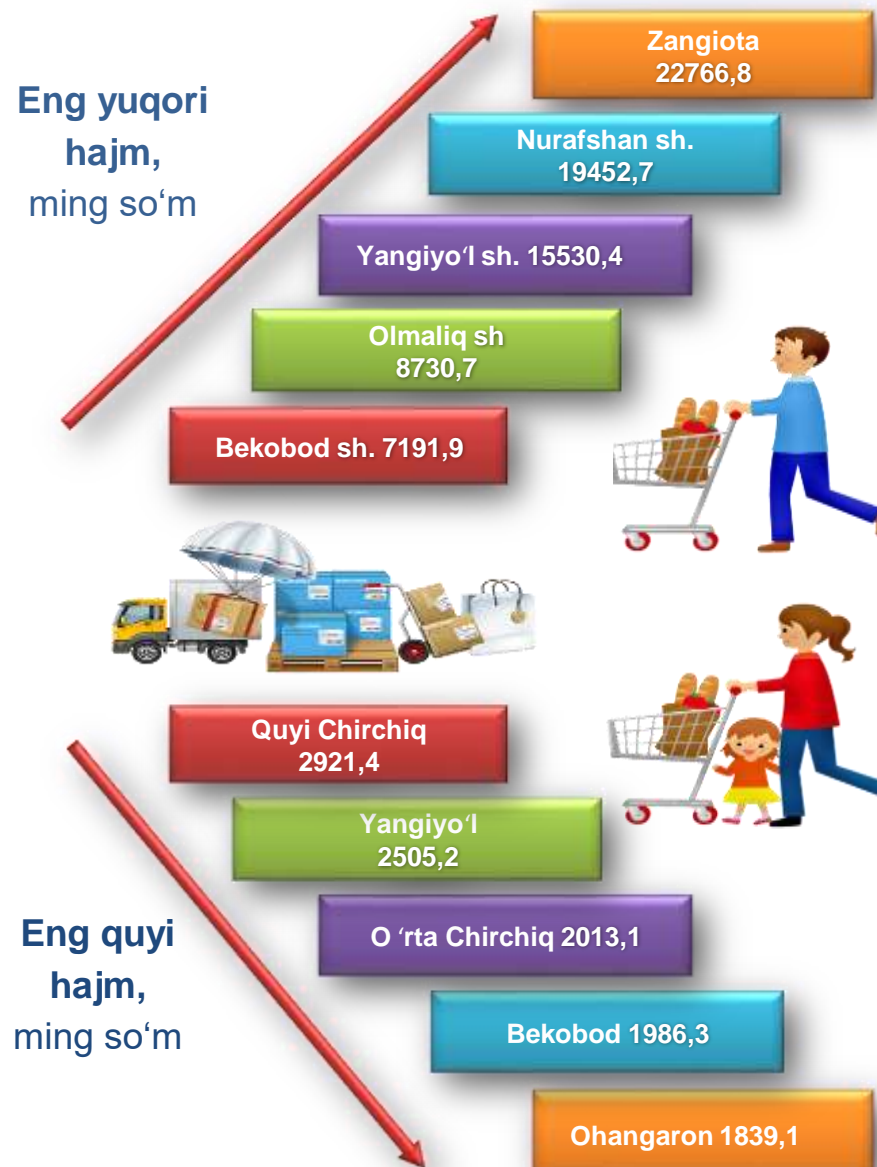 Eng yuqori
hajm,
ming so‘m
Zangiota
22766,8
Nurafshan sh.
19452,7
Yangiyo‘l sh. 15530,4
Olmaliq sh
8730,7
Bekobod sh. 7191,9
Quyi Chirchiq
2921,4
Yangiyo‘l
2505,2
O ‘rta Chirchiq 2013,1
Bekobod 1986,3
Ohangaron 1839,1
Eng quyi
hajm,
ming so‘m